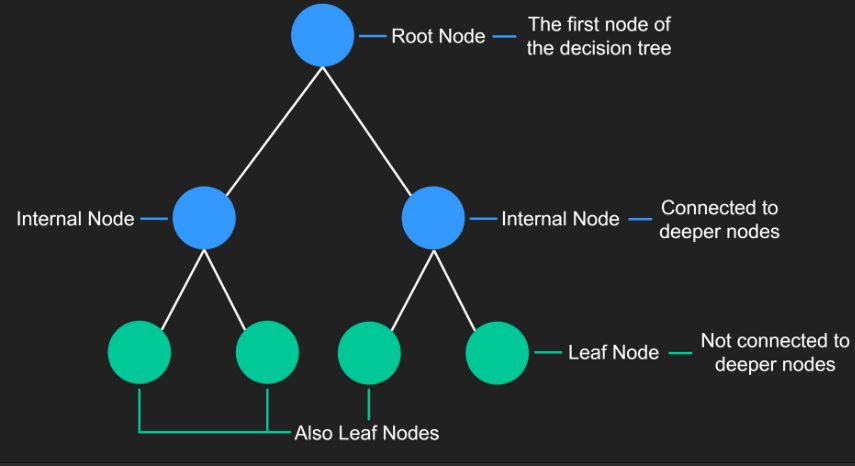 Root Node
The first node of
the decision tree
Internal Node
Internal Node
Connected to
deeper nodes
Leaf Node
Not connected to
deeper nodes
Also Leaf Nodes